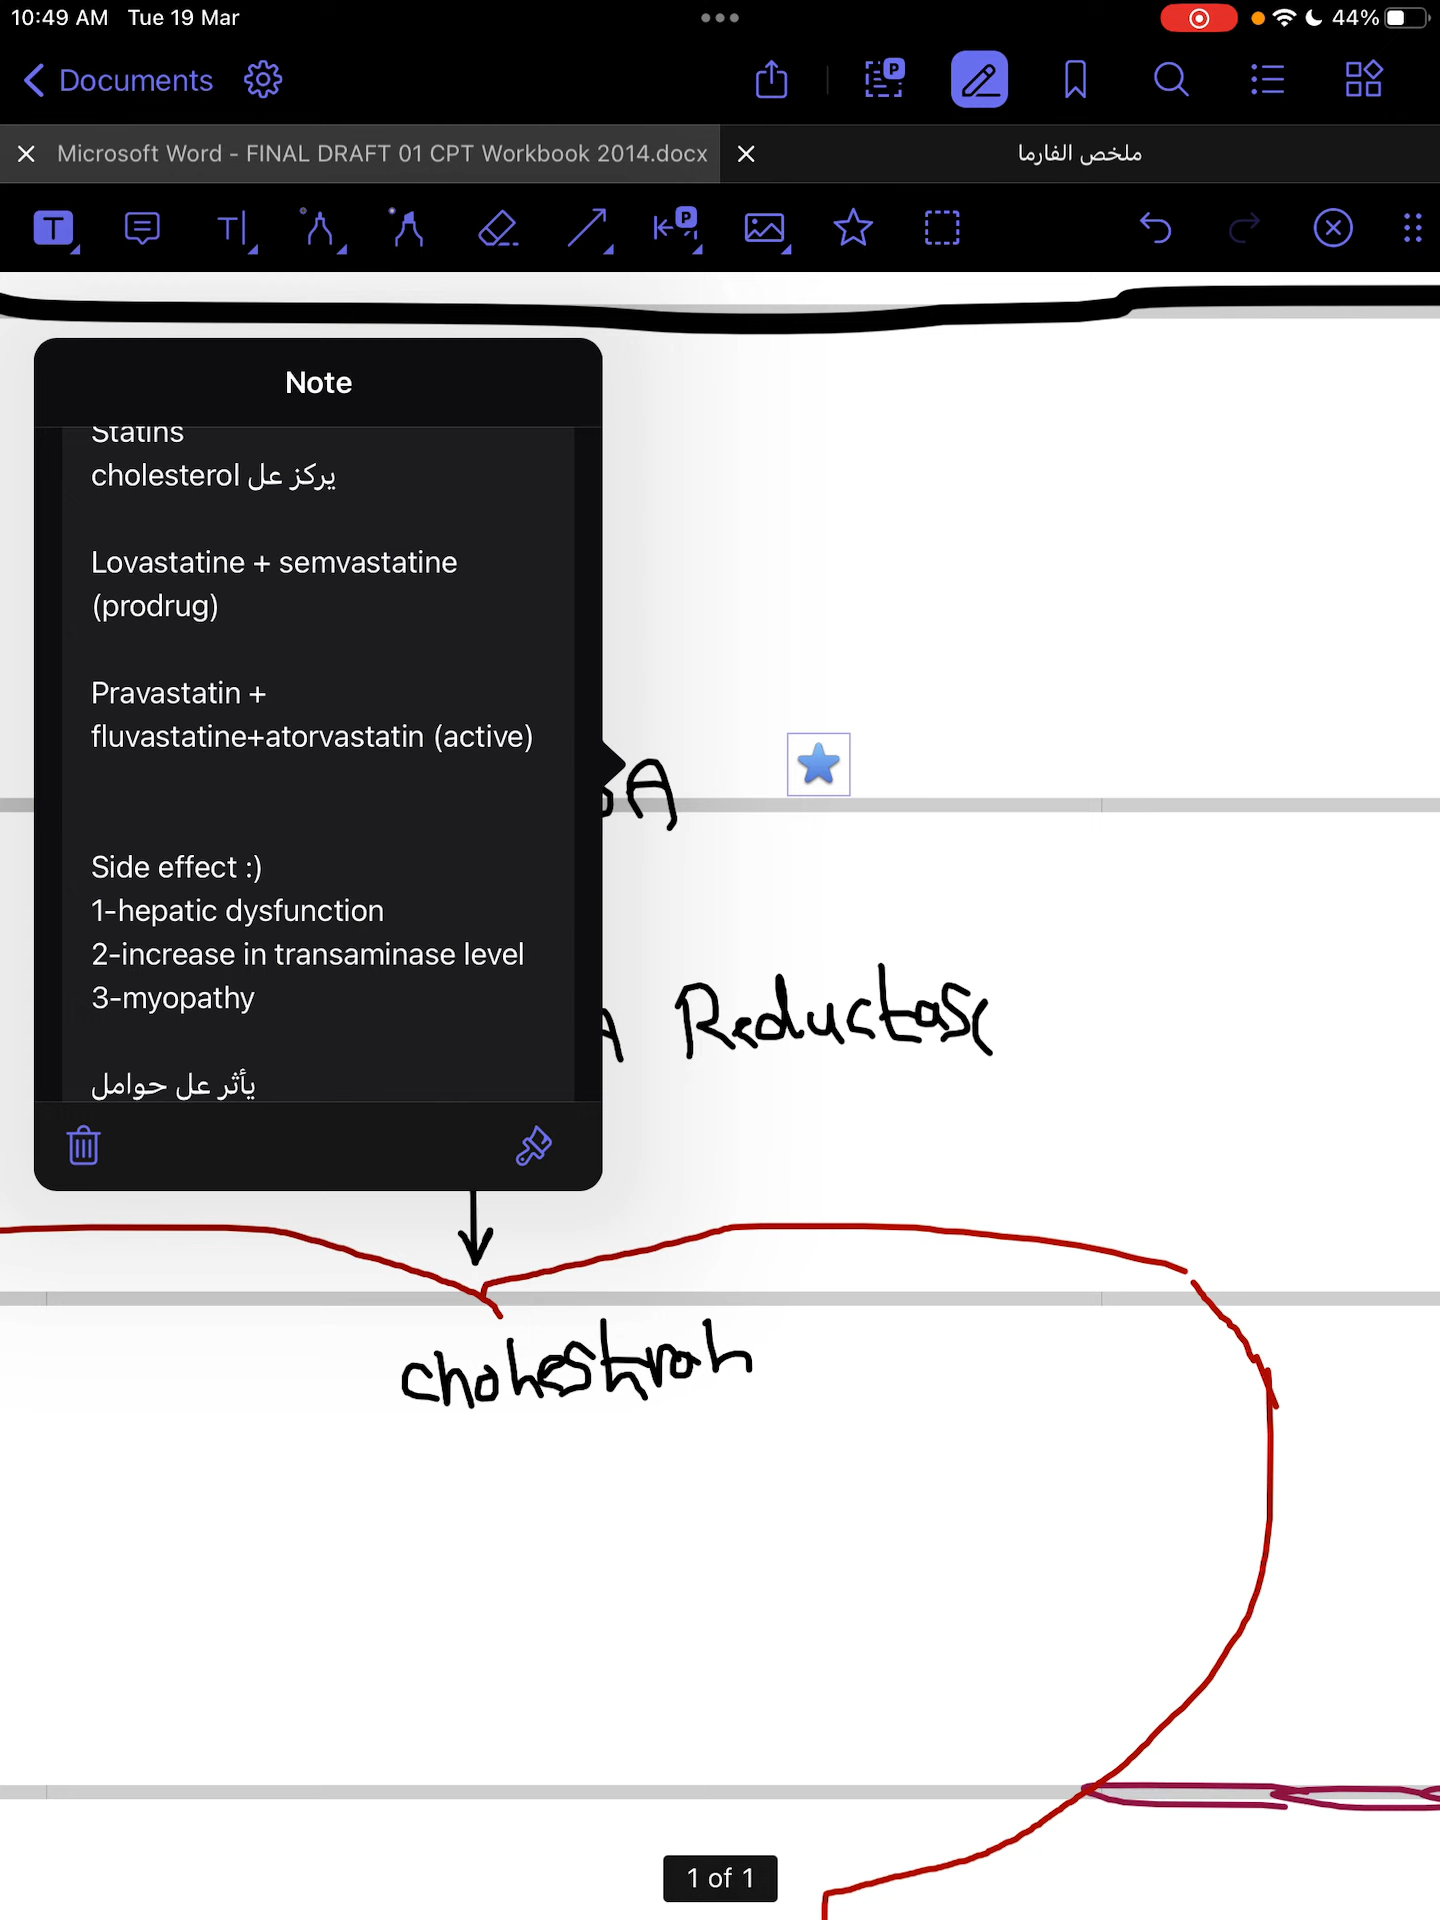 10:49 AM Tue 19 Mar
44%
Documents
Microsoft Word - FINAL DRAFT 01 CPT Workbook 2014.docx
ملخص الفارما
Note
Statins
cholesterol يركز عل
Lovastatine + semvastatine
(prodrug)
Pravastatin +
fluvastatine+atorvastatin (active)
A
Side effect :)
1-hepatic dysfunction
2-increase in transaminase level
3-myopathy
A Reductase
يأثر عل حوامل
cholestrol
1 of 1